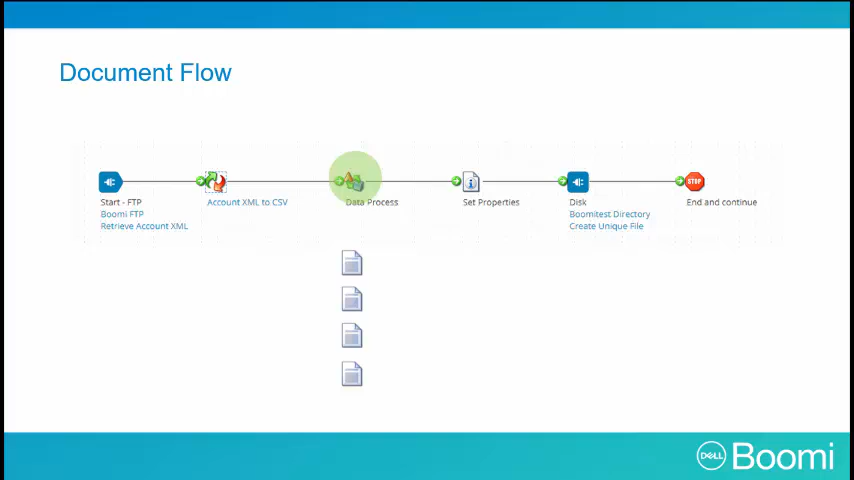 Document Flow
Start - FTP
Boomi FTP
Retrieve Account XML
Account XML to CSV
Data Process
Set Properties
Disk
Boomitest Directory
Create Unique File
STOP
End and continue
DELL Boomi